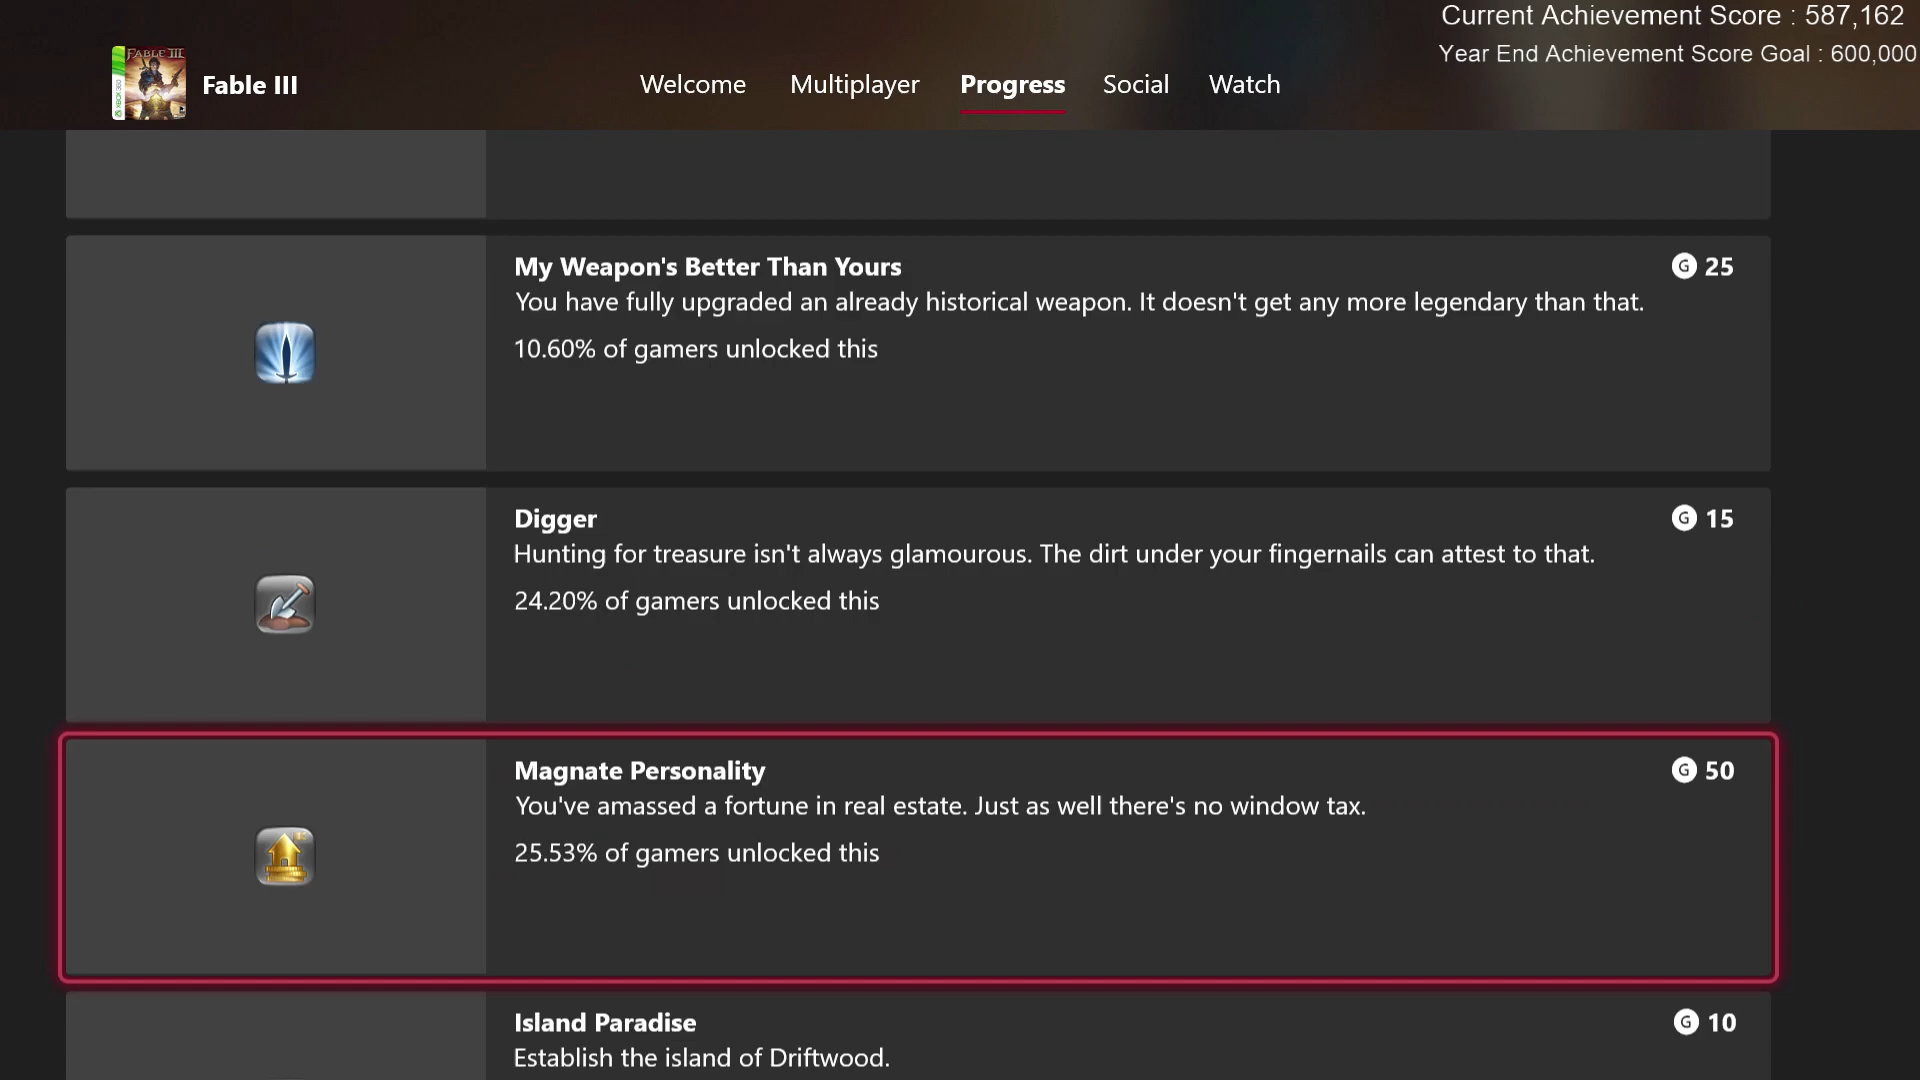 Current Achievement Score : 587,162
Year End Achievement Score Goal : 600,000
FABLE III
XBOX 360
Fable III
Welcome
Multiplayer
Progress
Social
Watch
My Weapon's Better Than Yours
G 25
You have fully upgraded an already historical weapon. It doesn't get any more legendary than that.
10.60% of gamers unlocked this
Digger
G 15
Hunting for treasure isn't always glamourous. The dirt under your fingernails can attest to that.
24.20% of gamers unlocked this
Magnate Personality
G 50
You've amassed a fortune in real estate. Just as well there's no window tax.
25.53% of gamers unlocked this
Island Paradise
G 10
Establish the island of Driftwood.